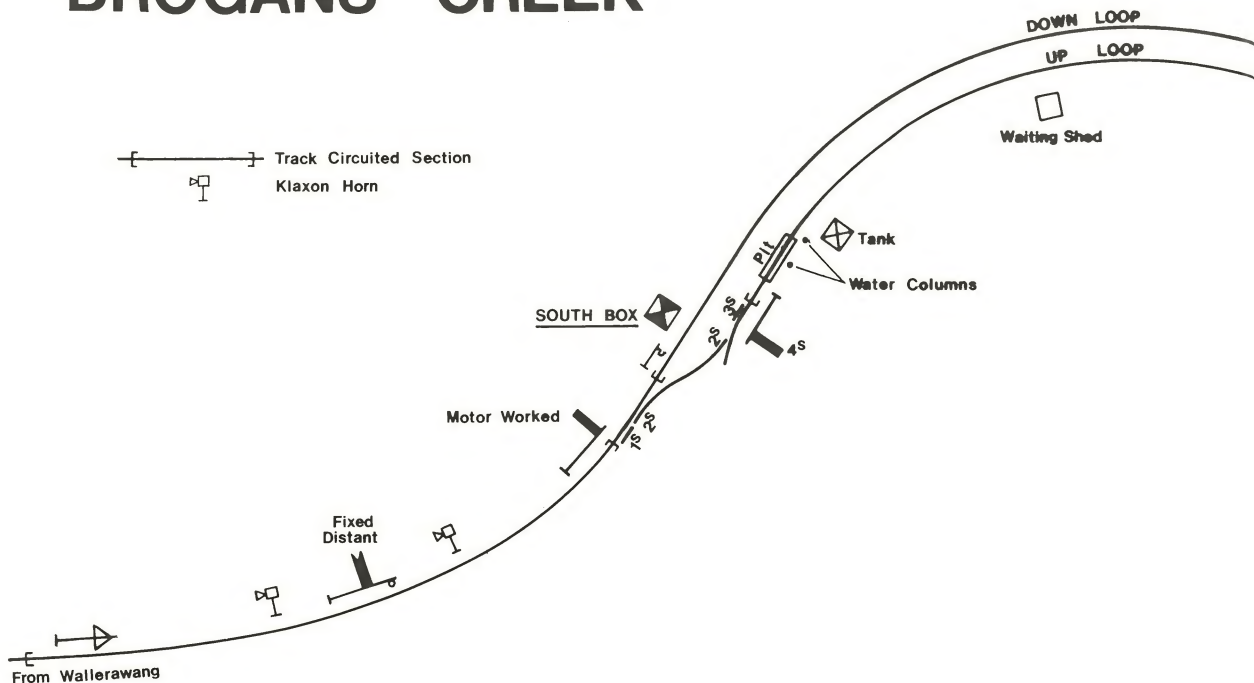 BROGANS CREEK
DOWN LOOP
UP LOOP
Waiting Shed
Track Circuited Section
Klaxon Horn
Plt
Tank
Water Columns
SOUTH BOX
3S
2S
4S
Motor Worked
2S
1S
Fixed
Distant
From Wallerawang